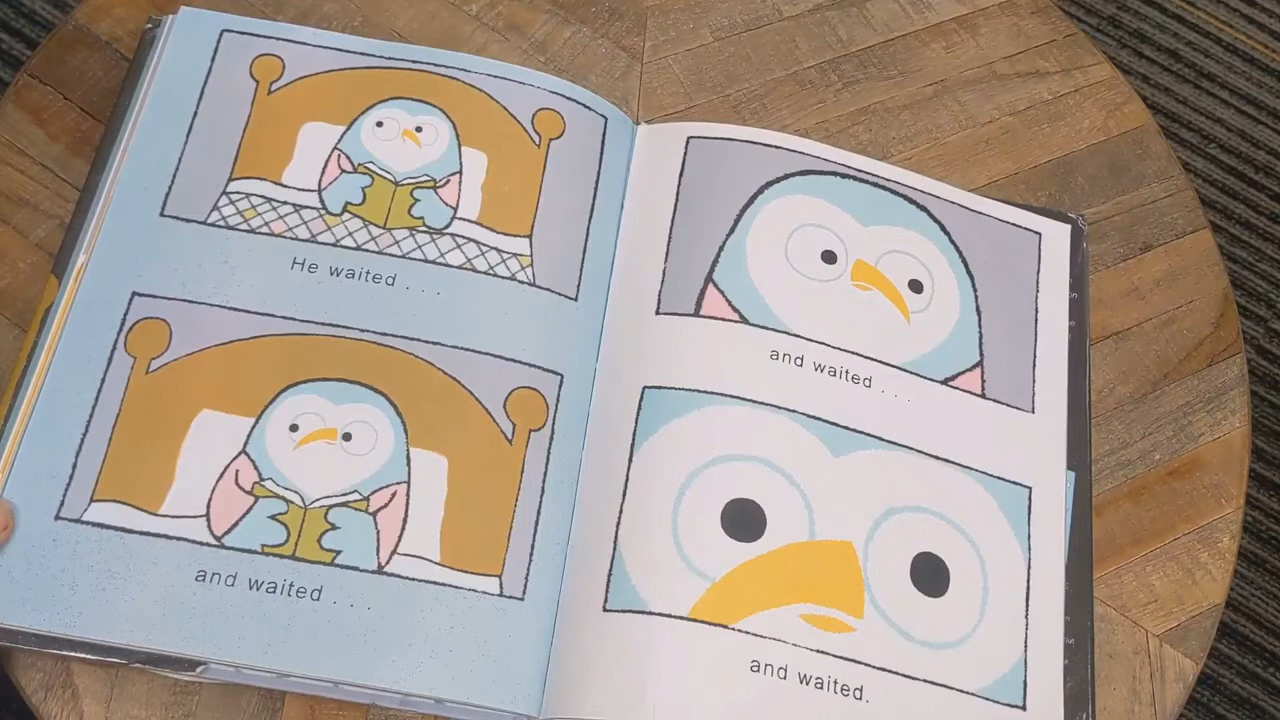 He waited . . .
and waited . . .
and waited . . .
and waited.